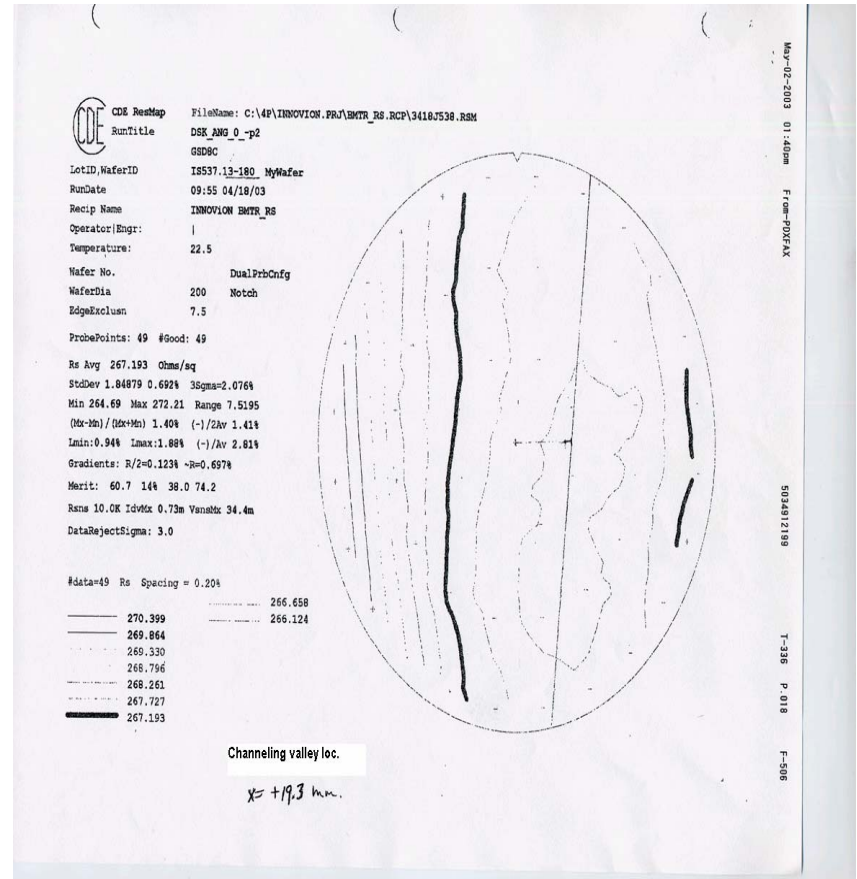 CDE
CDE ResMap FileName: C:\4P\INNOVION.PRJ\BMTR_RS.RCP\3418J538.RSM
RunTitle DSK_ANG_0_-p2
GSD8C
LotID,WaferID IS537.13-180 MyWafer
RunDate 09:55 04/18/03
Recip Name INNOViON BMTR_RS
Operator|Engr: |
Temperature: 22.5
Wafer No. DualPrbCnfg
WaferDia 200 Notch
EdgeExclusn 7.5
ProbePoints: 49 #Good: 49
Rs Avg 267.193 Ohms/sq
StdDev 1.84879 0.692% 3Sgma=2.076%
Min 264.69 Max 272.21 Range 7.5195
(Mx-Mn)/(Mx+Mn) 1.40% (-)/2Av 1.41%
Lmin:0.94% Lmax:1.88% (-)/Av 2.81%
Gradients: R/2=0.123% ~R=0.697%
Merit: 60.7 14% 38.0 74.2
Rsns 10.0K IdvMx 0.73m VsnsMx 34.4m
DataRejectSigma: 3.0
#data=49 Rs Spacing = 0.20%
270.399
269.864
269.330
268.796
268.261
267.727
267.193
266.658
266.124
Channeling valley loc.
x= +19.3 mm.
May-02-2003 01:40pm From-PDXFAX 5034912199 T-336 P.018 F-506